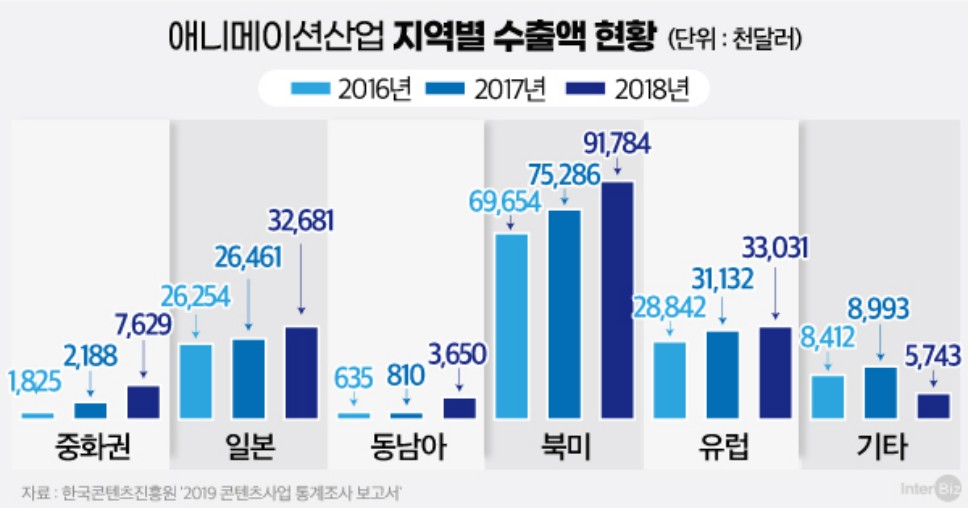 애니메이션산업 지역별 수출액 현황 (단위 : 천달러)
2016년 2017년 2018년
1,825 2,188 7,629
26,254 26,461 32,681
635 810 3,650
69,654 75,286 91,784
28,842 31,132 33,031
8,412 8,993 5,743
중화권 일본 동남아 북미 유럽 기타
자료 : 한국콘텐츠진흥원 '2019 콘텐츠사업 통계조사 보고서'
InterBiz